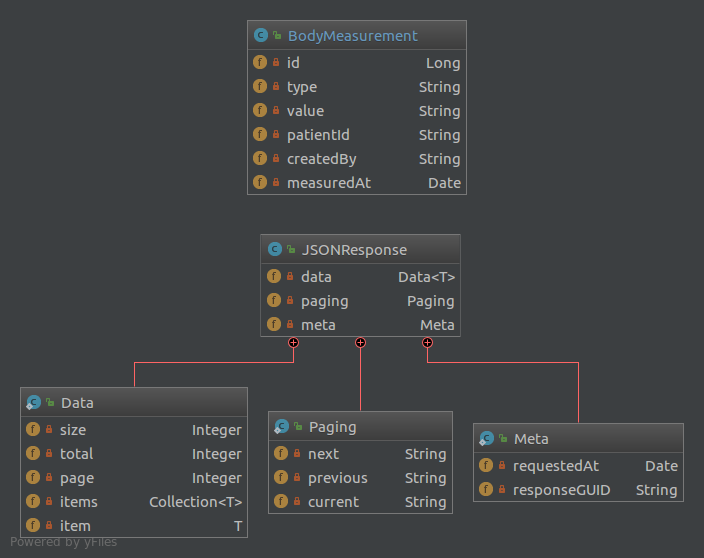 BodyMeasurement
id Long
type String
value String
patientId String
createdBy String
measuredAt Date
JSONResponse
data Data<T>
paging Paging
meta Meta
Data
size Integer
total Integer
page Integer
items Collection<T>
item T
Paging
next String
previous String
current String
Meta
requestedAt Date
responseGUID String
Powered by yFiles